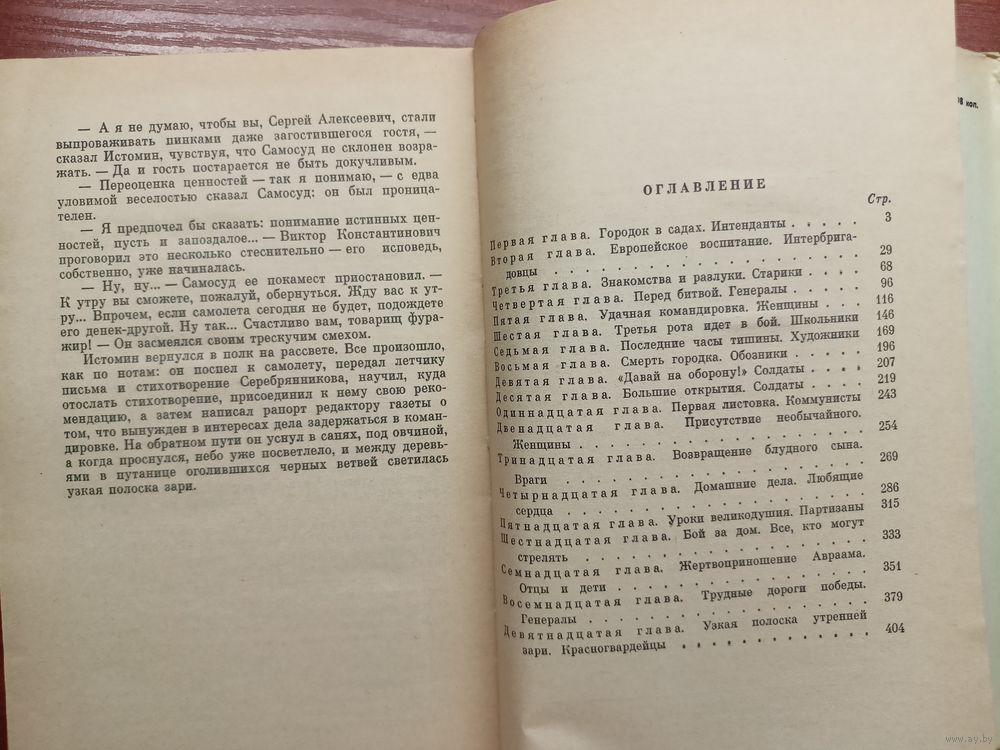 — А я не думаю, чтобы вы, Сергей Алексеевич, стали
выпроваживать пинками даже загостившегося гостя, —
сказал Истомин, чувствуя, что Самосуд не склонен возра-
жать. — Да и гость постарается не быть докучливым.
— Переоценка ценностей — так я понимаю, — с едва
уловимой веселостью сказал Самосуд: он был проница-
телен.
— Я предпочел бы сказать: понимание истинных цен-
ностей, пусть и запоздалое... — Виктор Константинович
проговорил это несколько стеснительно — его исповедь,
собственно, уже начиналась.
— Ну, ну... — Самосуд ее покамест приостановил. —
К утру вы сможете, пожалуй, обернуться. Жду вас к ут-
ру... Впрочем, если самолета сегодня не будет, подождете
его денек-другой. Ну так... Счастливо вам, товарищ фура-
жир! — Он засмеялся своим трескучим смехом.
Истомин вернулся в полк на рассвете. Все произошло,
как по нотам: он поспел к самолету, передал летчику
письма и стихотворение Серебрянникова, научил, куда
отослать стихотворение, присоединил к нему свою реко-
мендацию, а затем написал рапорт редактору газеты о
том, что вынужден в интересах дела задержаться в коман-
дировке. На обратном пути он уснул в санях, под овчиной,
а когда проснулся, небо уже посветлело, и между деревь-
ями в путанице оголившихся черных ветвей светилась
узкая полоска зари.
ОГЛАВЛЕНИЕ
Стр.
Первая глава. Городок в садах. Интенданты . . . . 3
Вторая глава. Европейское воспитание. Интербрига-
довцы . . . . . . . . . . . . . . . . 29
Третья глава. Знакомства и разлуки. Старики . . . . 68
Четвертая глава. Перед битвой. Генералы . . . . . 96
Пятая глава. Удачная командировка. Женщины . . . 116
Шестая глава. Третья рота идет в бой. Школьники 146
Седьмая глава. Последние часы тишины. Художники 169
Восьмая глава. Смерть городка. Обозники . . . . . 196
Девятая глава. «Давай на оборону!» Солдаты . . . . 207
Десятая глава. Большие открытия. Солдаты . . . . 219
Одиннадцатая глава. Первая листовка. Коммунисты 243
Двенадцатая глава. Присутствие необычайного.
Женщины . . . . . . . . . . . . . . . 254
Тринадцатая глава. Возвращение блудного сына.
Враги . . . . . . . . . . . . . . . . 269
Четырнадцатая глава. Домашние дела. Любящие
сердца . . . . . . . . . . . . . . . . 286
Пятнадцатая глава. Уроки великодушия. Партизаны 315
Шестнадцатая глава. Бой за дом. Все, кто могут
стрелять . . . . . . . . . . . . . . . 333
Семнадцатая глава. Жертвоприношение Авраама.
Отцы и дети . . . . . . . . . . . . . . 351
Восемнадцатая глава. Трудные дороги победы.
Генералы . . . . . . . . . . . . . . . 379
Девятнадцатая глава. Узкая полоска утренней
зари. Красногвардейцы . . . . . . . . . . 404
98 коп.
www.ay.by